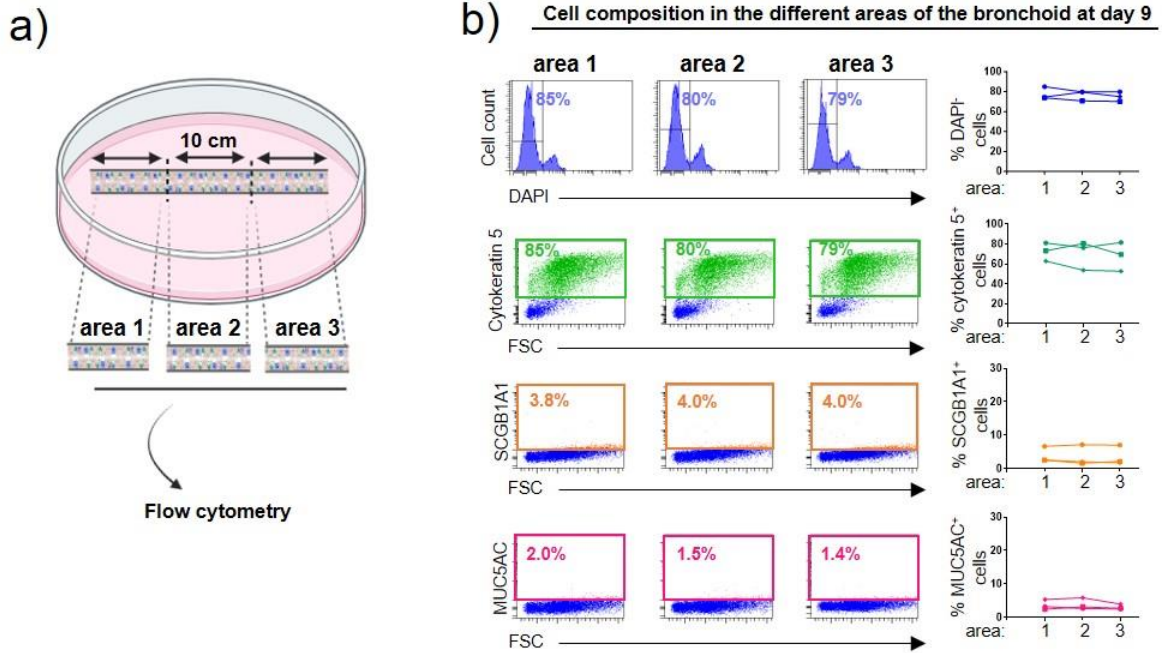 a)
10 cm
area 1 area 2 area 3
Flow cytometry
b)
Cell composition in the different areas of the bronchoid at day 9
area 1 area 2 area 3
Cell count
85% 80% 79%
DAPI
% DAPI-
cells
100
80
60
40
20
0
area: 1 2 3
Cytokeratin 5
85% 80% 79%
FSC
% cytokeratin 5+
cells
100
80
60
40
20
0
area: 1 2 3
SCGB1A1
3.8% 4.0% 4.0%
FSC
% SCGB1A1+
cells
30
20
10
0
area: 1 2 3
MUC5AC
2.0% 1.5% 1.4%
FSC
% MUC5AC+
cells
30
20
10
0
area: 1 2 3